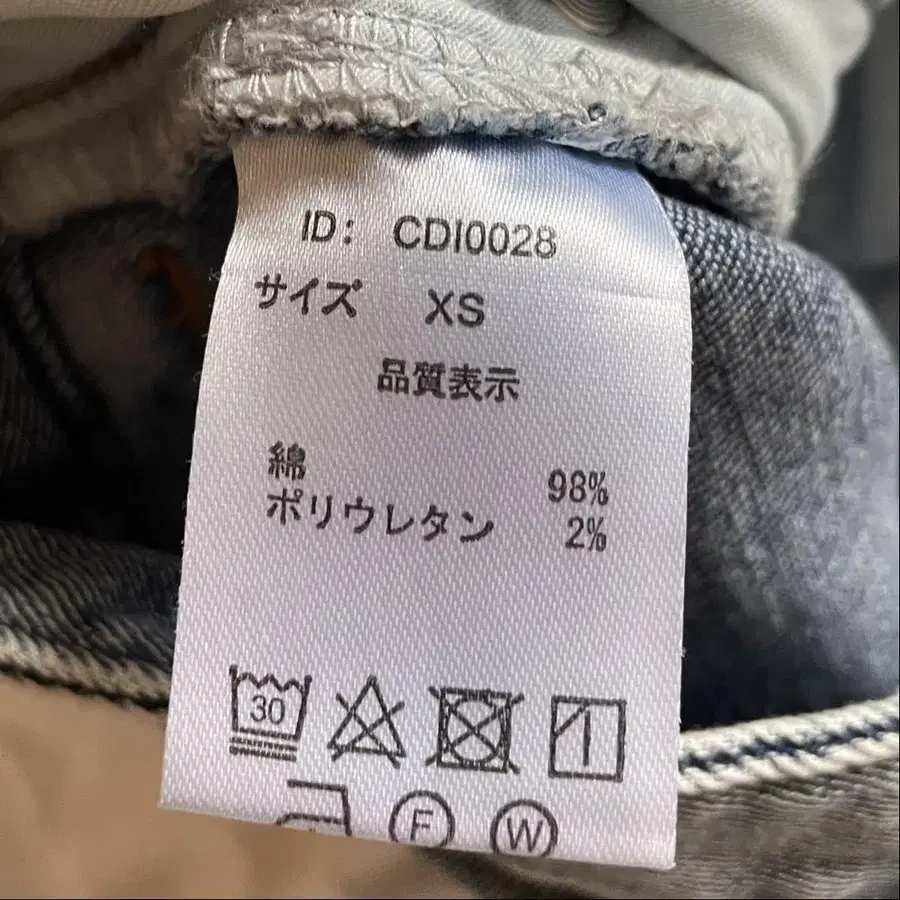 ID: CDI0028
サイズ XS
品質表示
綿 98%
ポリウレタン 2%
30
F W